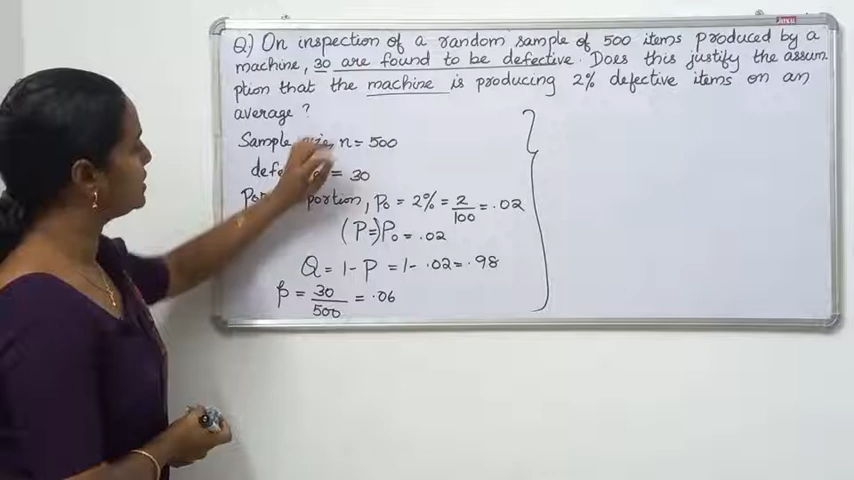 Q) On inspection of a random sample of 500 items produced by a
machine, 30 are found to be defective. Does this justify the assum
ption that the machine is producing 2% defective items on an
average ?
Sample n = 500
= 30
P₀ = 2% = 2/100 = .02
(P=)P₀ = .02
Q = 1 - P = 1 - .02 = .98
p = 30/500 = .06